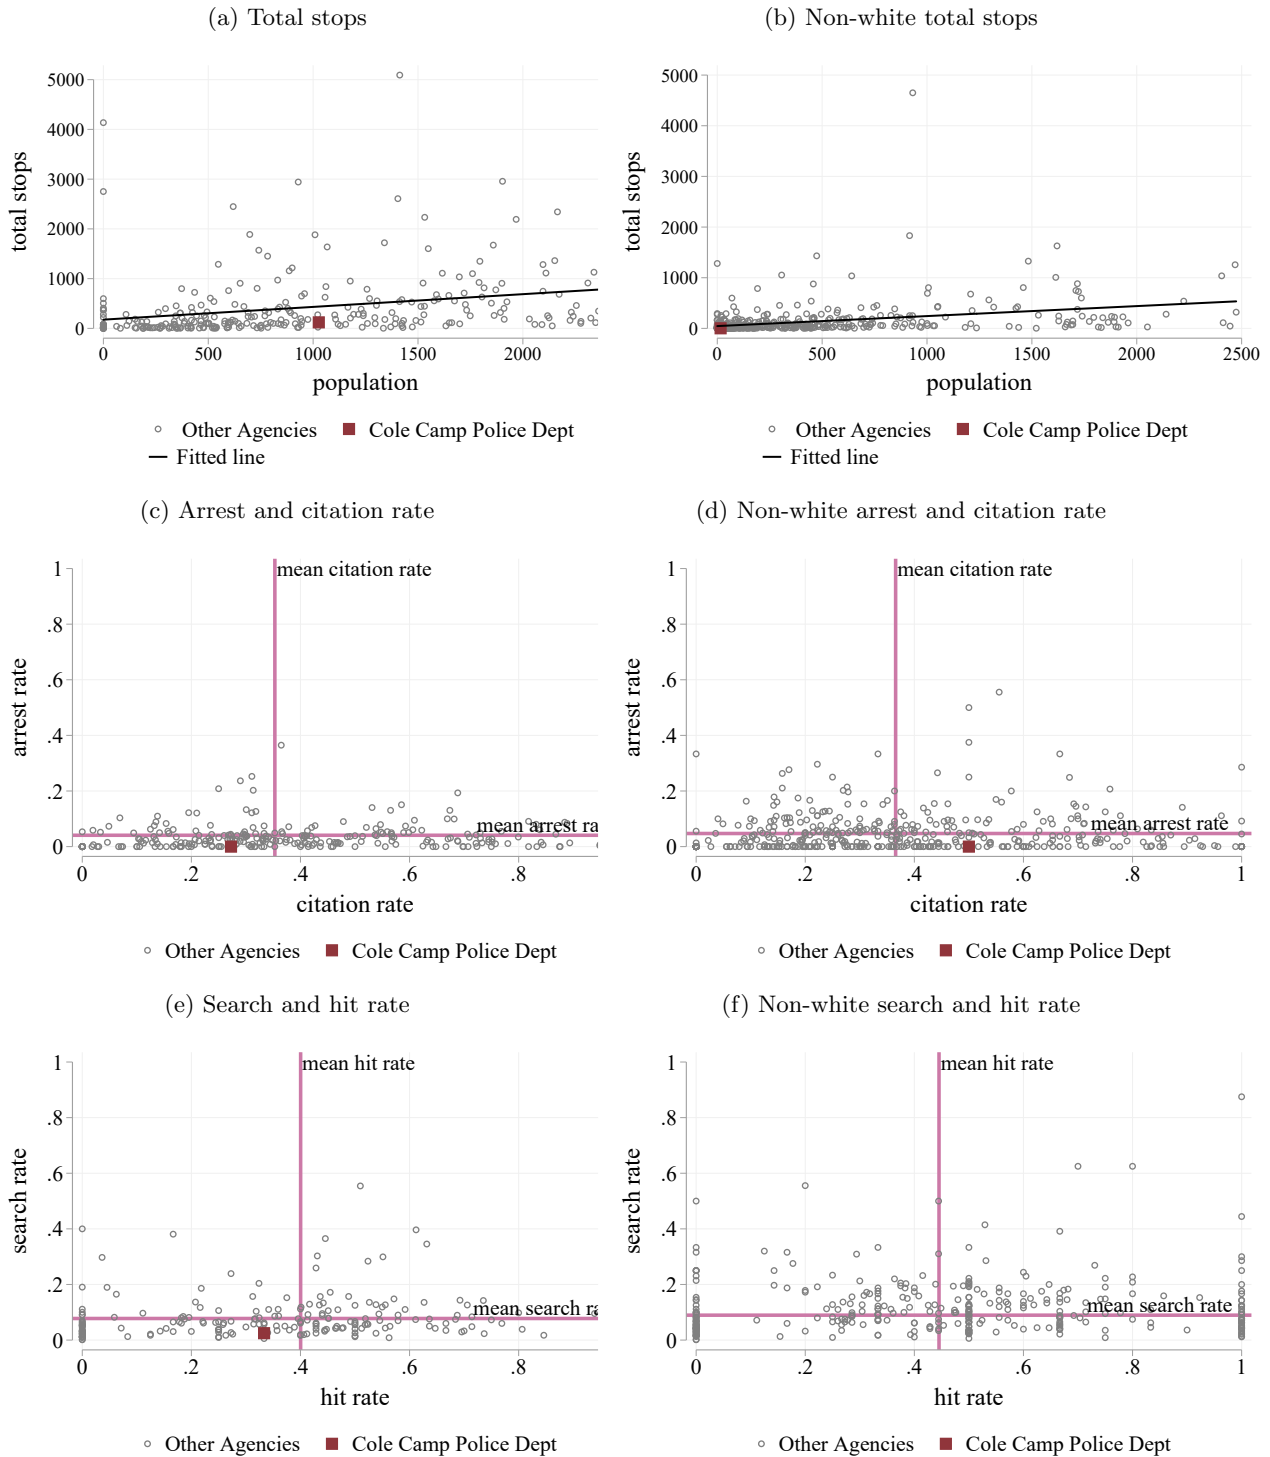 (a) Total stops
(b) Non-white total stops
5000
4000
3000
2000
1000
0
total stops
0 500 1000 1500 2000
population
Other Agencies Cole Camp Police Dept
Fitted line
5000
4000
3000
2000
1000
0
total stops
0 500 1000 1500 2000 2500
population
Other Agencies Cole Camp Police Dept
Fitted line
(c) Arrest and citation rate
(d) Non-white arrest and citation rate
1
.8
.6
.4
.2
0
arrest rate
mean citation rate
mean arrest ra
0 .2 .4 .6 .8
citation rate
Other Agencies Cole Camp Police Dept
1
.8
.6
.4
.2
0
arrest rate
mean citation rate
mean arrest rate
0 .2 .4 .6 .8 1
citation rate
Other Agencies Cole Camp Police Dept
(e) Search and hit rate
(f) Non-white search and hit rate
1
.8
.6
.4
.2
0
search rate
mean hit rate
mean search ra
0 .2 .4 .6 .8
hit rate
Other Agencies Cole Camp Police Dept
1
.8
.6
.4
.2
0
search rate
mean hit rate
mean search rate
0 .2 .4 .6 .8 1
hit rate
Other Agencies Cole Camp Police Dept